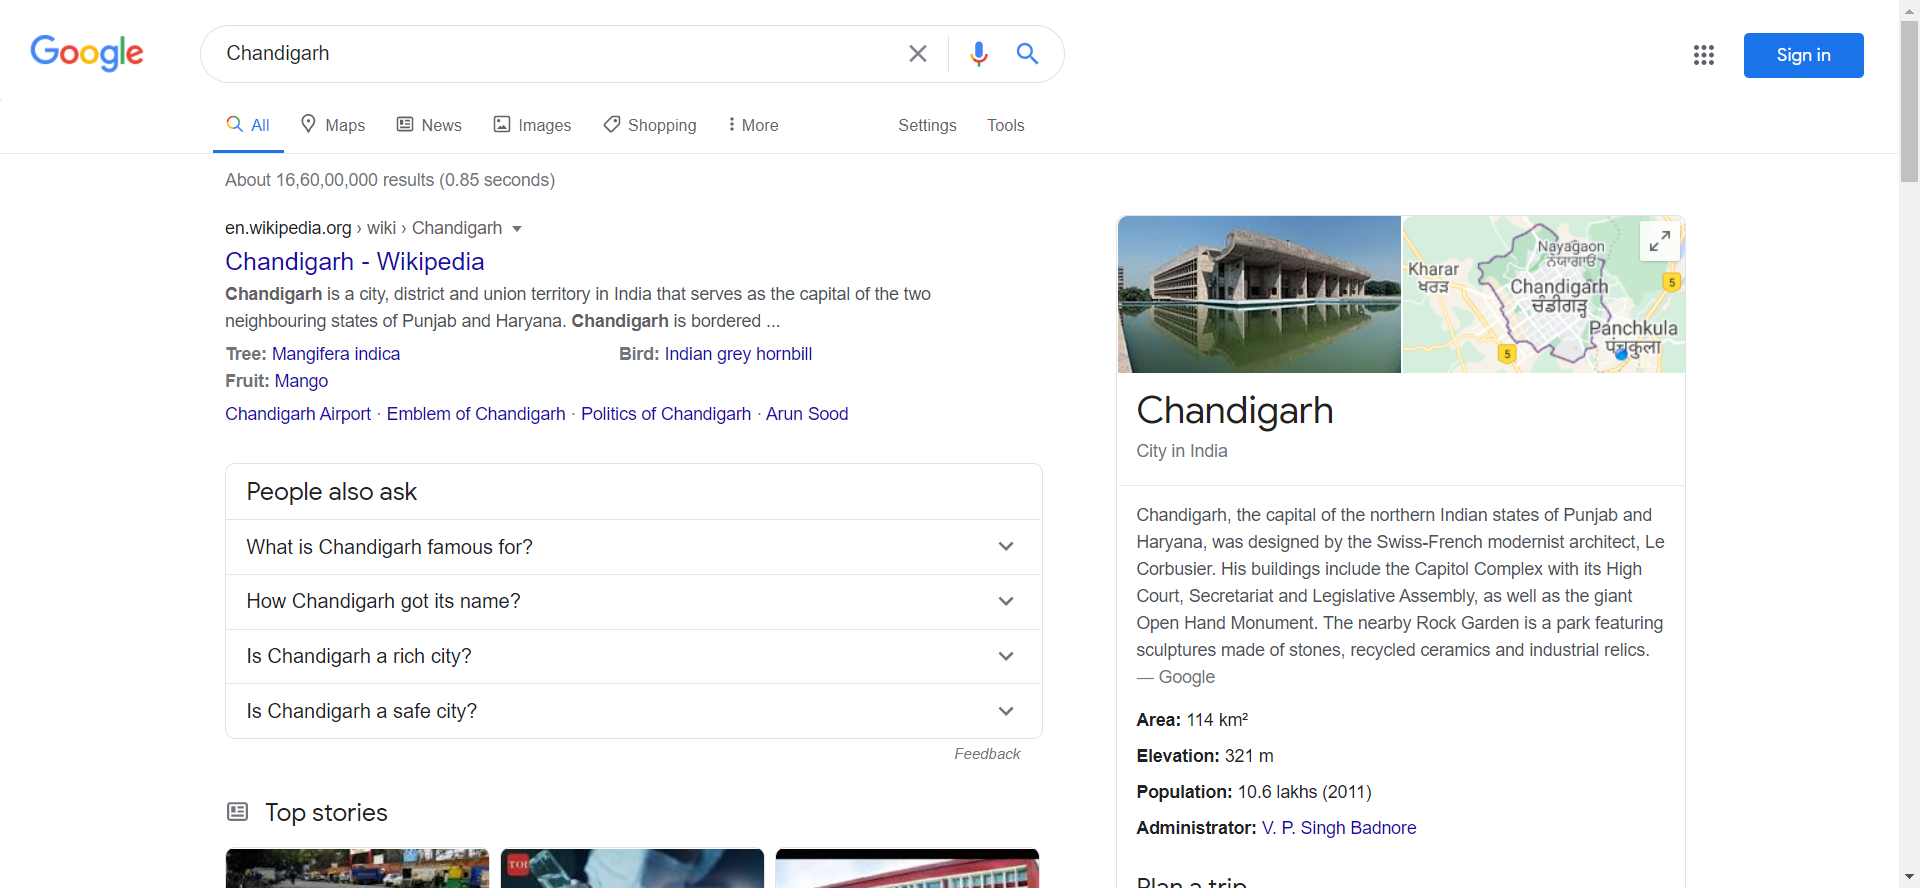 Google
Chandigarh
Sign in
All
Maps
News
Images
Shopping
More
Settings
Tools
About 16,60,00,000 results (0.85 seconds)
en.wikipedia.org › wiki › Chandigarh
Chandigarh - Wikipedia
Chandigarh is a city, district and union territory in India that serves as the capital of the two
neighbouring states of Punjab and Haryana. Chandigarh is bordered ...
Tree: Mangifera indica
Bird: Indian grey hornbill
Fruit: Mango
Chandigarh Airport · Emblem of Chandigarh · Politics of Chandigarh · Arun Sood
People also ask
What is Chandigarh famous for?
How Chandigarh got its name?
Is Chandigarh a rich city?
Is Chandigarh a safe city?
Feedback
Top stories
TOI
Nayagaon
ਨਯਾਗਾਓਂ
Kharar
ਖਰੜ
5
Chandigarh
ਚੰਡੀਗੜ੍ਹ
Panchkula
पंचकुला
5
Chandigarh
City in India
Chandigarh, the capital of the northern Indian states of Punjab and
Haryana, was designed by the Swiss-French modernist architect, Le
Corbusier. His buildings include the Capitol Complex with its High
Court, Secretariat and Legislative Assembly, as well as the giant
Open Hand Monument. The nearby Rock Garden is a park featuring
sculptures made of stones, recycled ceramics and industrial relics.
— Google
Area: 114 km²
Elevation: 321 m
Population: 10.6 lakhs (2011)
Administrator: V. P. Singh Badnore
Plan a trip